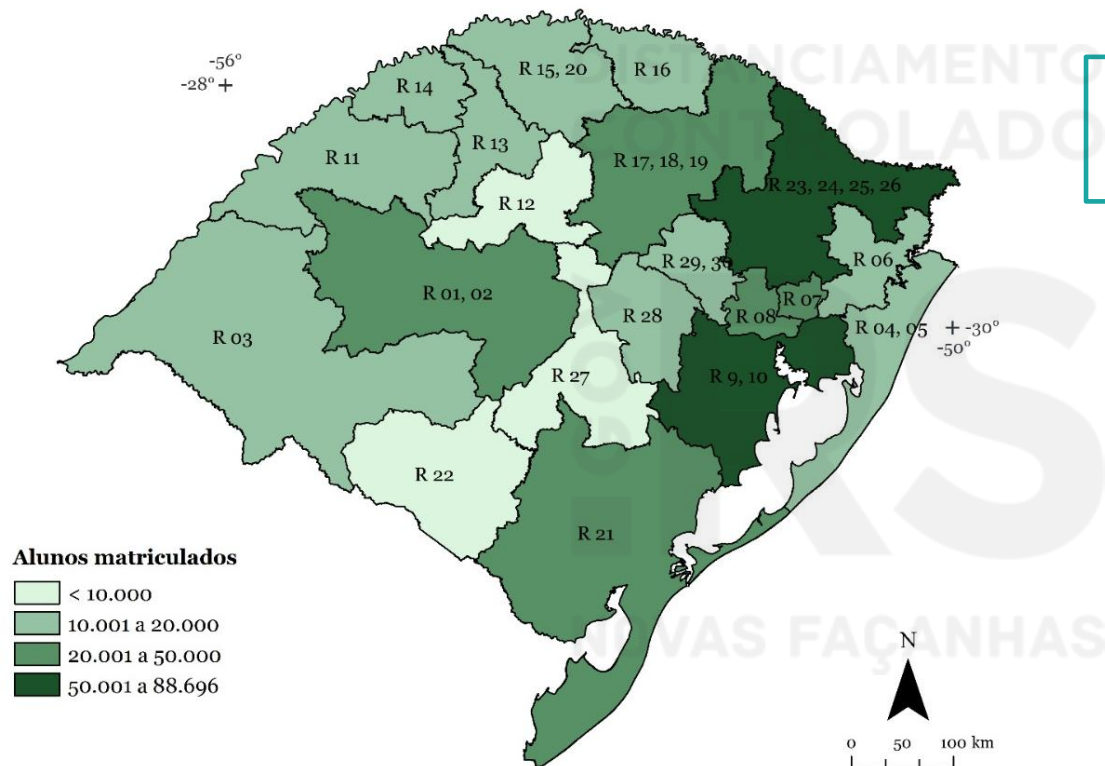 DISTANCIAMENTO
CONTROLADO
-56°
-28° +
R 15, 20
R 16
R 14
R 13
R 11
R 17, 18, 19
R 23, 24, 25, 26
R 12
R 29, 30
R 06
R 01, 02
R 28
R 08
R 07
R 04, 05
+ -30°
-50°
R 03
R 27
R 9, 10
R 22
R 21
RS
NOVAS FAÇANHAS
Alunos matriculados
< 10.000
10.001 a 20.000
20.001 a 50.000
50.001 a 88.696
N
0 50 100 km